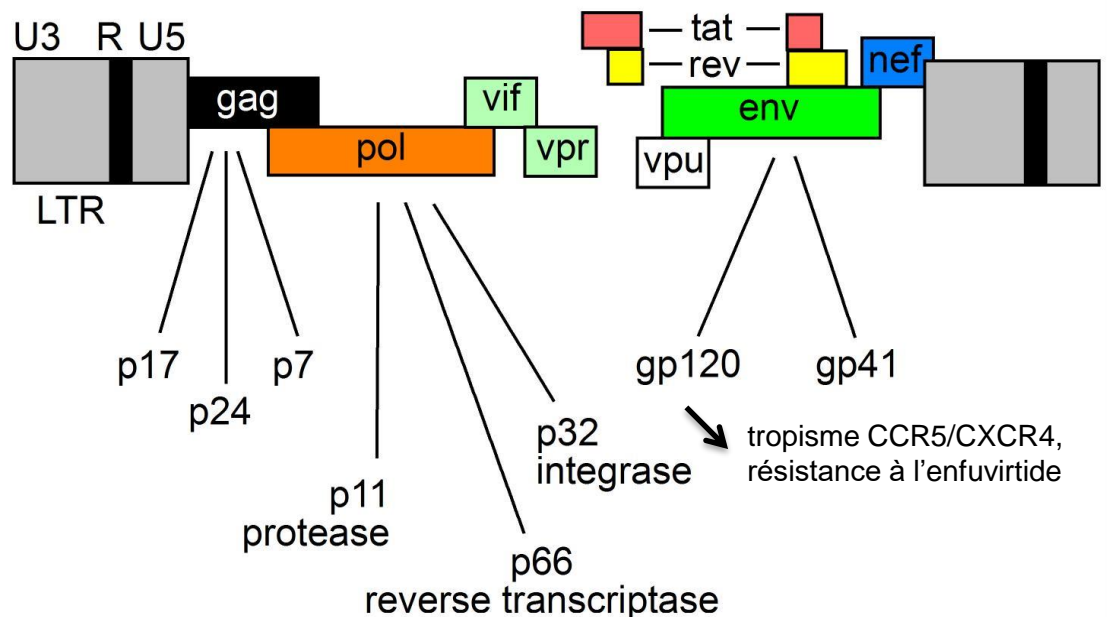 U3 R U5
tat
rev
nef
gag
vif
env
pol
vpr
vpu
LTR
p17
p24
p7
gp120
gp41
p32
integrase
tropisme CCR5/CXCR4,
résistance à l’enfuvirtide
p11
protease
p66
reverse transcriptase